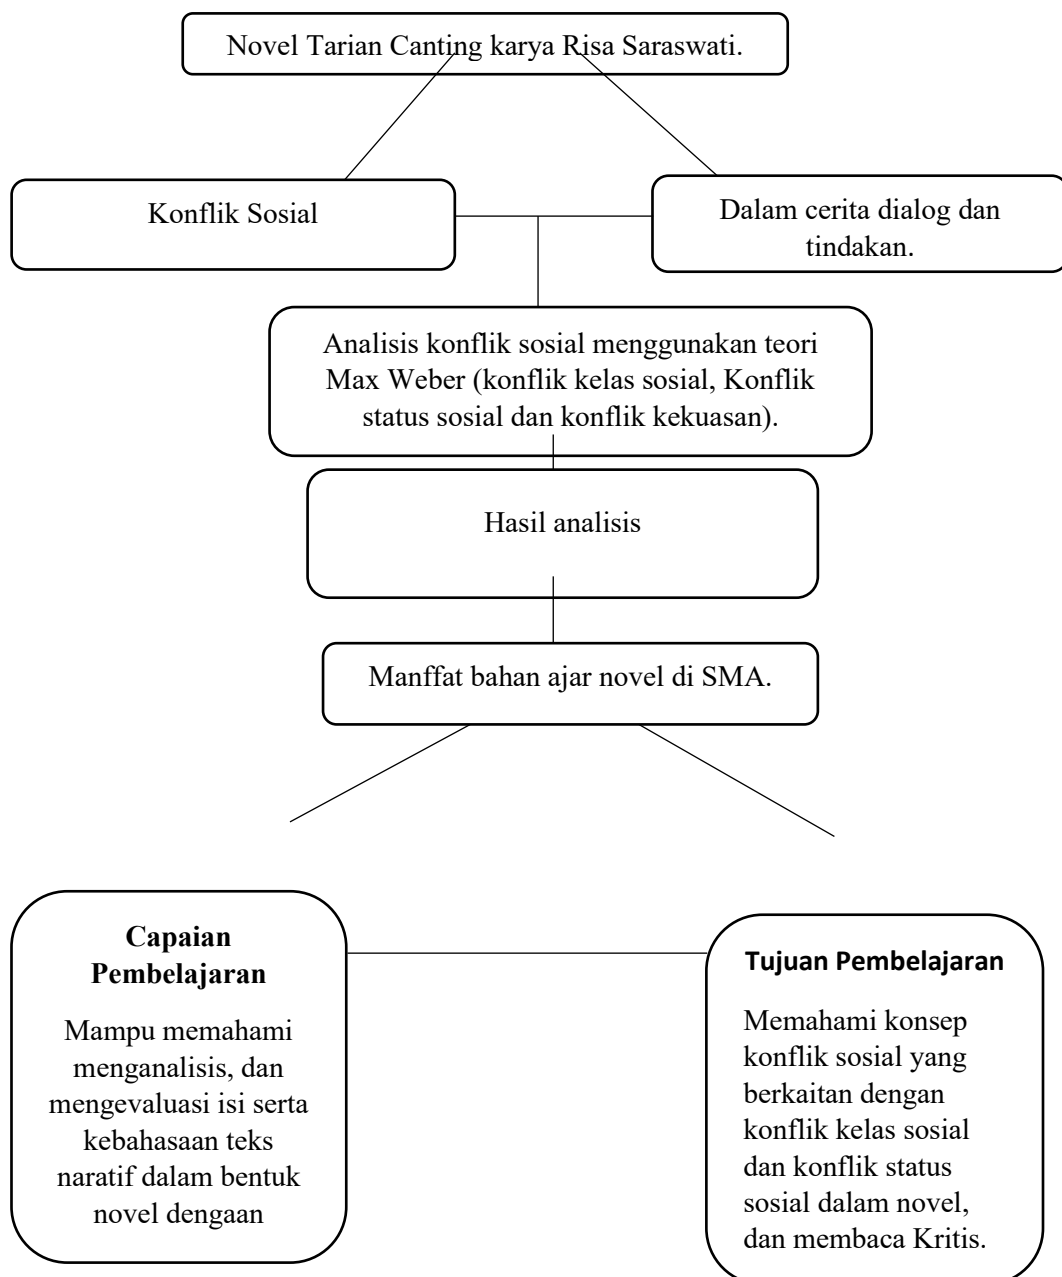 Novel Tarian Canting karya Risa Saraswati.
Konflik Sosial
Dalam cerita dialog dan
tindakan.
Analisis konflik sosial menggunakan teori
Max Weber (konflik kelas sosial, Konflik
status sosial dan konflik kekuasan).
Hasil analisis
Manffat bahan ajar novel di SMA.
Capaian
Pembelajaran
Mampu memahami
menganalisis, dan
mengevaluasi isi serta
kebahasaan teks
naratif dalam bentuk
novel dengaan
Tujuan Pembelajaran
Memahami konsep
konflik sosial yang
berkaitan dengan
konflik kelas sosial
dan konflik status
sosial dalam novel,
dan membaca Kritis.